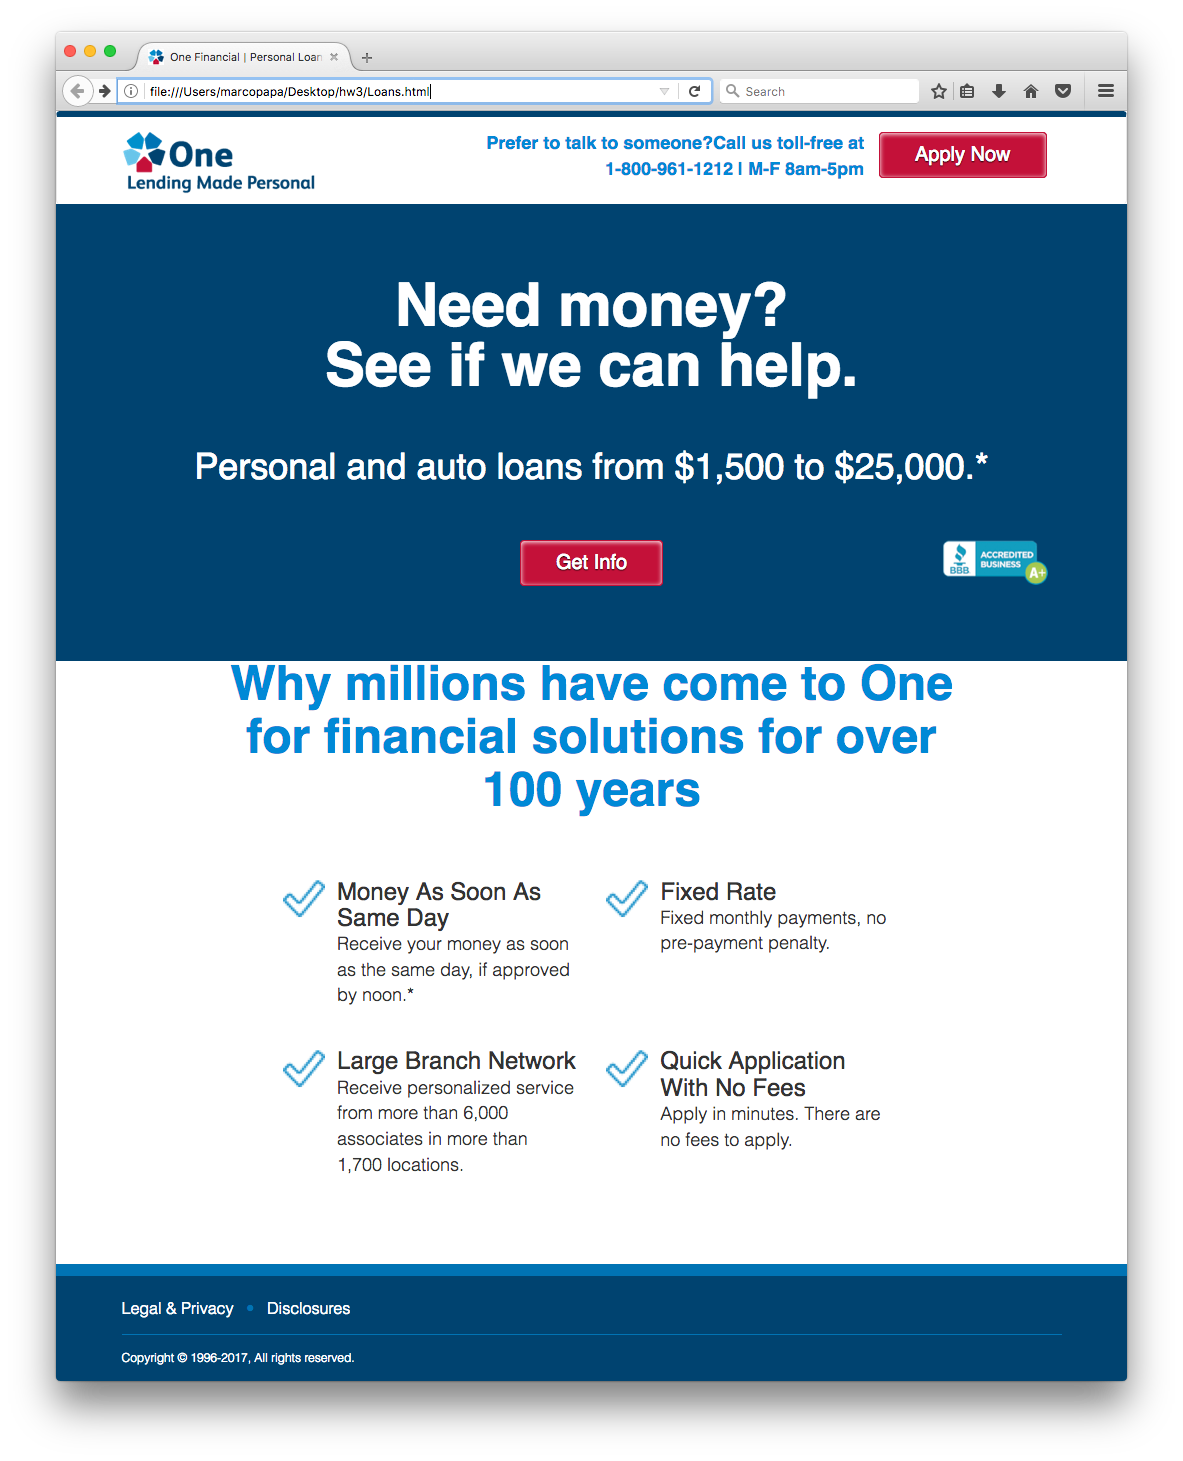 One Financial | Personal Loan
file:///Users/marcopapa/Desktop/hw3/Loans.html
Search
One
Lending Made Personal
Prefer to talk to someone?Call us toll-free at
1-800-961-1212 | M-F 8am-5pm
Apply Now
Need money?
See if we can help.
Personal and auto loans from $1,500 to $25,000.*
Get Info
BBB
ACCREDITED
BUSINESS
A+
Why millions have come to One
for financial solutions for over
100 years
Money As Soon As
Same Day
Receive your money as soon
as the same day, if approved
by noon.*
Fixed Rate
Fixed monthly payments, no
pre-payment penalty.
Large Branch Network
Receive personalized service
from more than 6,000
associates in more than
1,700 locations.
Quick Application
With No Fees
Apply in minutes. There are
no fees to apply.
Legal & Privacy • Disclosures
Copyright © 1996-2017, All rights reserved.